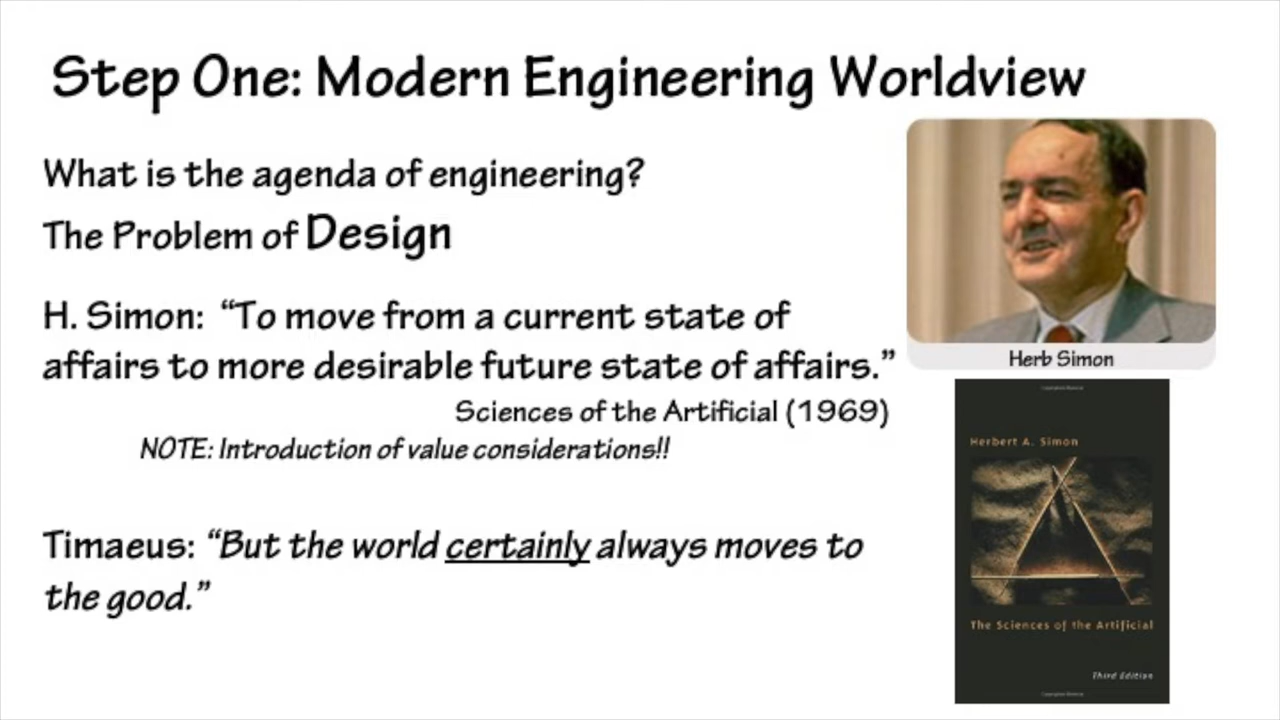 Step One: Modern Engineering Worldview
What is the agenda of engineering?
The Problem of Design
H. Simon: “To move from a current state of
affairs to more desirable future state of affairs.”
Sciences of the Artificial (1969)
NOTE: Introduction of value considerations!!
Timaeus: “But the world certainly always moves to
the good.”
Herb Simon
Herbert A. Simon
The Sciences of the Artificial
Third Edition